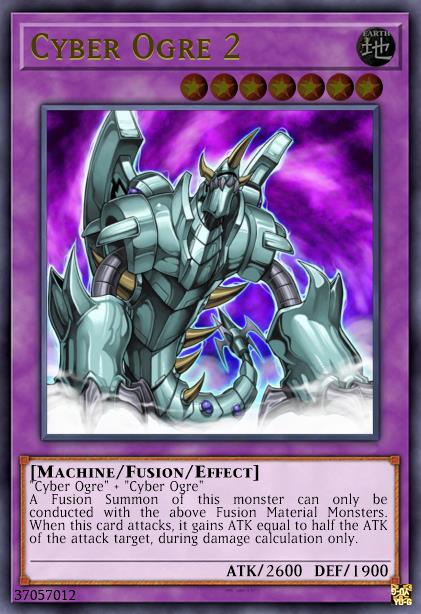 Cyber Ogre 2
EARTH
地
[Machine/Fusion/Effect]
"Cyber Ogre" + "Cyber Ogre"
A Fusion Summon of this monster can only be
conducted with the above Fusion Material Monsters.
When this card attacks, it gains ATK equal to half the ATK
of the attack target, during damage calculation only.
ATK/2600 DEF/1900
37057012